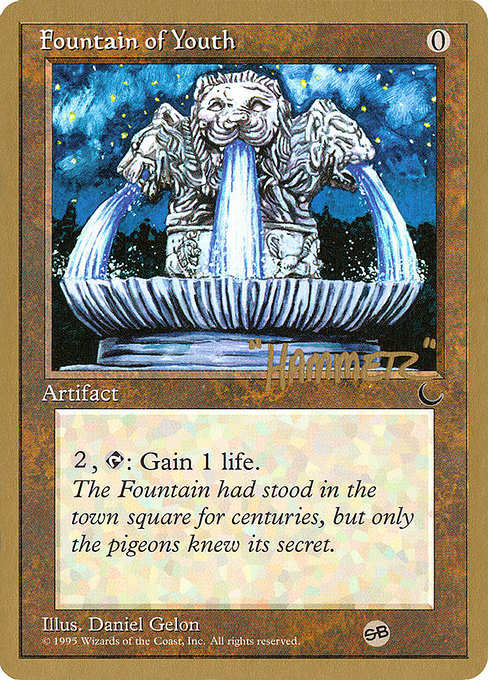 Fountain of Youth 0
"HAMMER"
Artifact
2, : Gain 1 life.
The Fountain had stood in the
town square for centuries, but only
the pigeons knew its secret.
Illus. Daniel Gelon
© 1995 Wizards of the Coast, Inc. All rights reserved.
SB